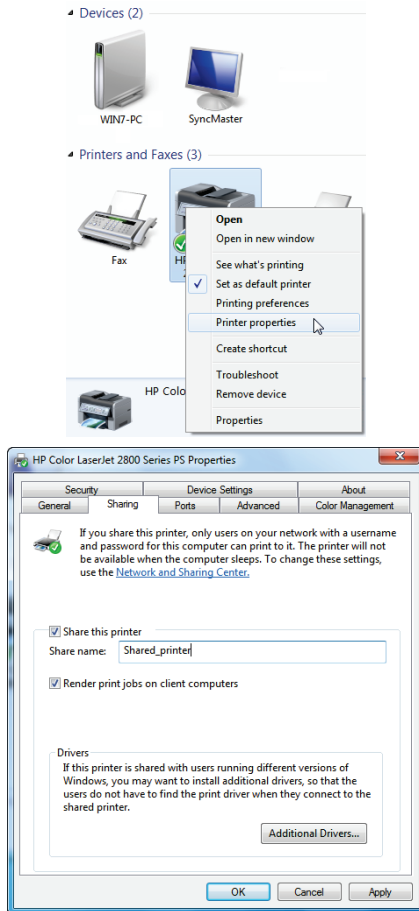 Devices (2)
WIN7-PC
SyncMaster
Printers and Faxes (3)
Fax
HP
Open
Open in new window
See what's printing
Set as default printer
Printing preferences
Printer properties
Create shortcut
Troubleshoot
Remove device
Properties
HP Colo
HP Color LaserJet 2800 Series PS Properties
Security Device Settings About
General Sharing Ports Advanced Color Management
If you share this printer, only users on your network with a username
and password for this computer can print to it. The printer will not
be available when the computer sleeps. To change these settings,
use the Network and Sharing Center.
Share this printer
Share name: Shared_printer
Render print jobs on client computers
Drivers
If this printer is shared with users running different versions of
Windows, you may want to install additional drivers, so that the
users do not have to find the print driver when they connect to the
shared printer.
Additional Drivers...
OK Cancel Apply